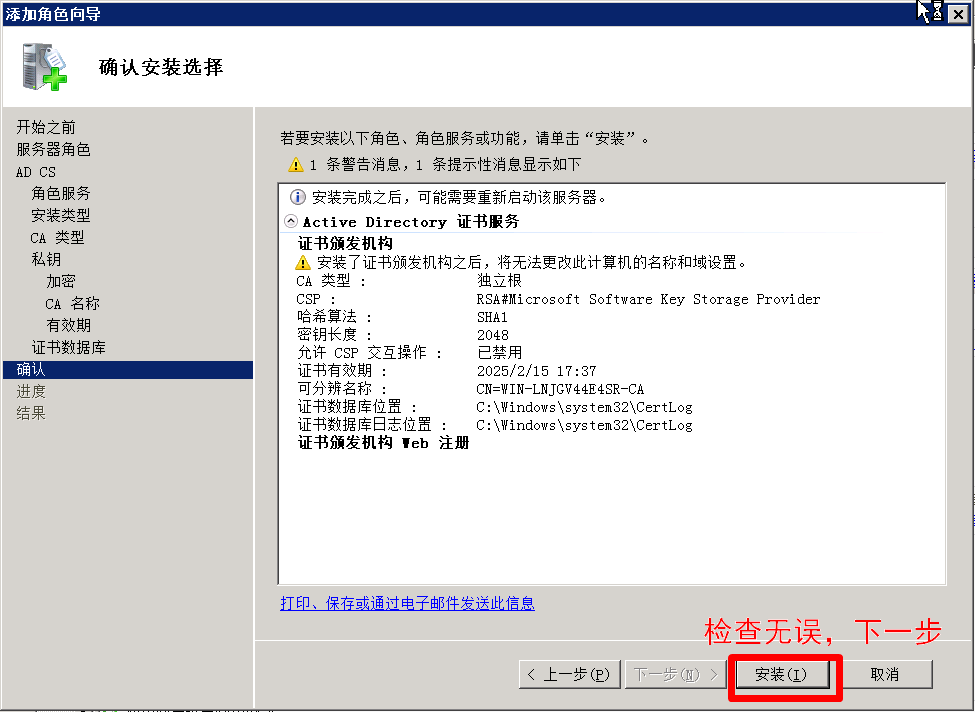 添加角色向导
确认安装选择
开始之前
服务器角色
AD CS
角色服务
安装类型
CA 类型
私钥
加密
CA 名称
有效期
证书数据库
确认
进度
结果
若要安装以下角色、角色服务或功能，请单击“安装”。
1 条警告消息，1 条提示性消息显示如下
安装完成之后，可能需要重新启动该服务器。
Active Directory 证书服务
证书颁发机构
安装了证书颁发机构之后，将无法更改此计算机的名称和域设置。
CA 类型 : 独立根
CSP : RSA#Microsoft Software Key Storage Provider
哈希算法 : SHA1
密钥长度 : 2048
允许 CSP 交互操作 : 已禁用
证书有效期 : 2025/2/15 17:37
可分辨名称 : CN=WIN-LNJGV44E4SR-CA
证书数据库位置 : C:\Windows\system32\CertLog
证书数据库日志位置 : C:\Windows\system32\CertLog
证书颁发机构 Web 注册
打印、保存或通过电子邮件发送此信息
检查无误，下一步
< 上一步(P) 下一步(N) > 安装(I) 取消